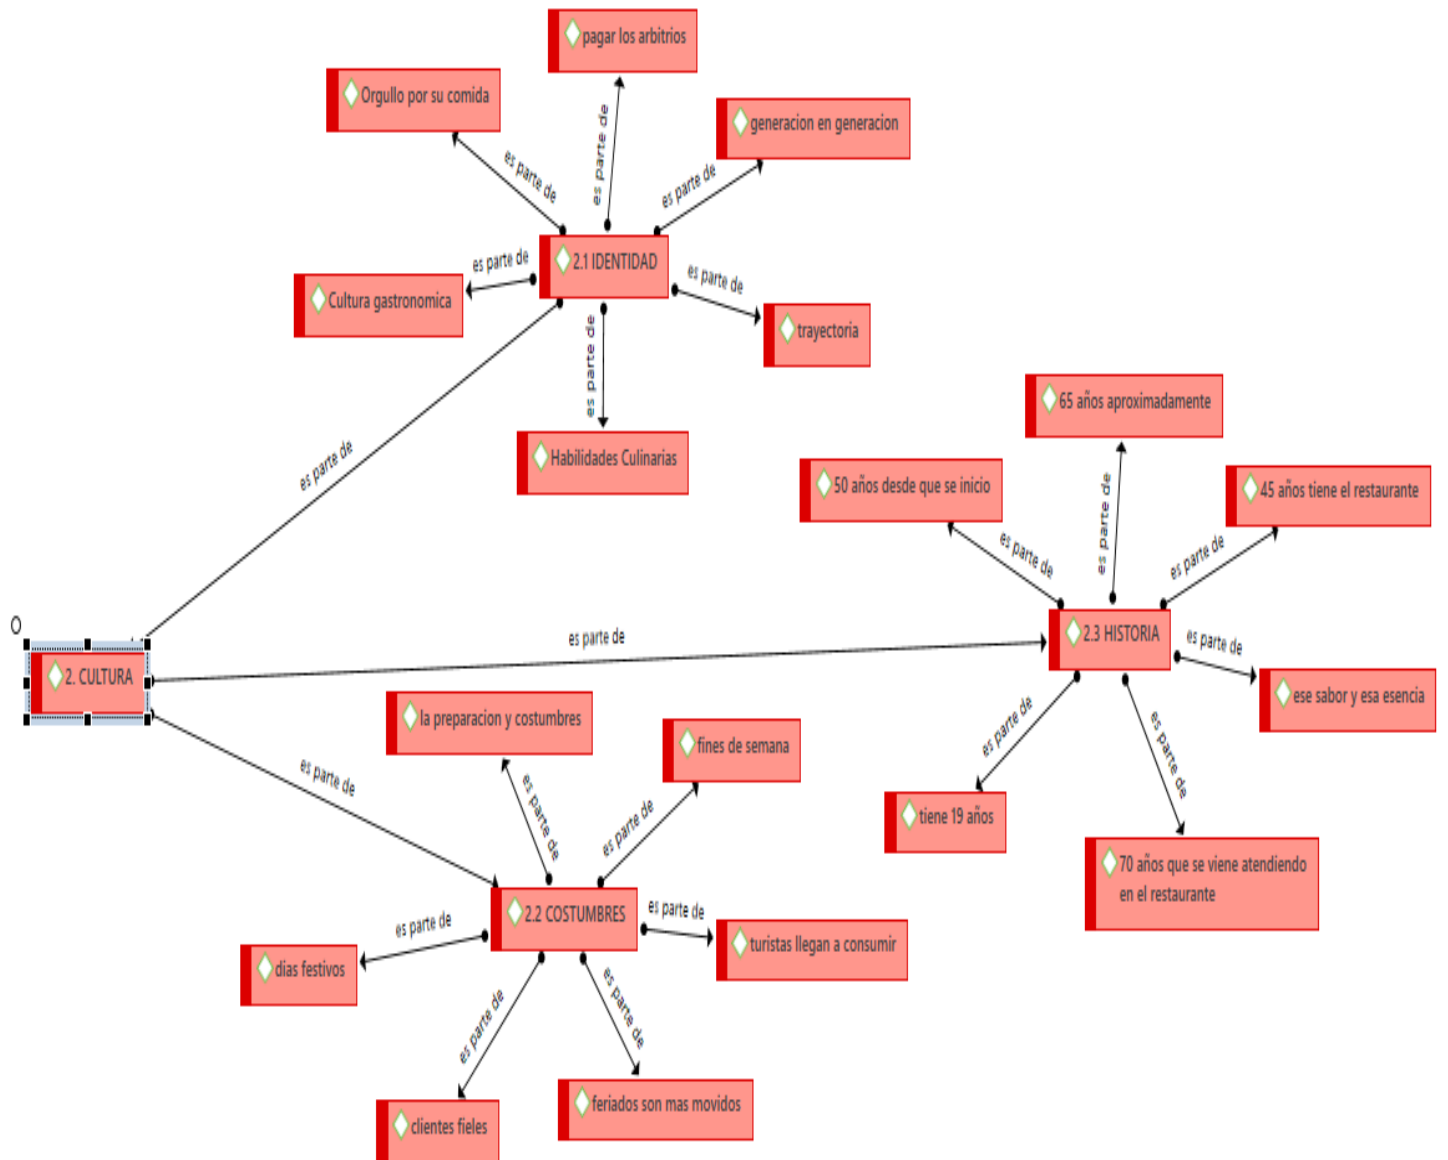 pagar los arbitrios
Orgullo por su comida
generacion en generacion
es parte de
es parte de
es parte de
2.1 IDENTIDAD
es parte de
es parte de
Cultura gastronomica
trayectoria
es parte de
Habilidades Culinarias
es parte de
65 años aproximadamente
50 años desde que se inicio
45 años tiene el restaurante
es parte de
es parte de
es parte de
2.3 HISTORIA
es parte de
es parte de
2. CULTURA
ese sabor y esa esencia
es parte de
es parte de
tiene 19 años
70 años que se viene atendiendo
en el restaurante
es parte de
la preparacion y costumbres
fines de semana
es parte de
es parte de
2.2 COSTUMBRES
es parte de
es parte de
turistas llegan a consumir
dias festivos
es parte de
es parte de
clientes fieles
feriados son mas movidos